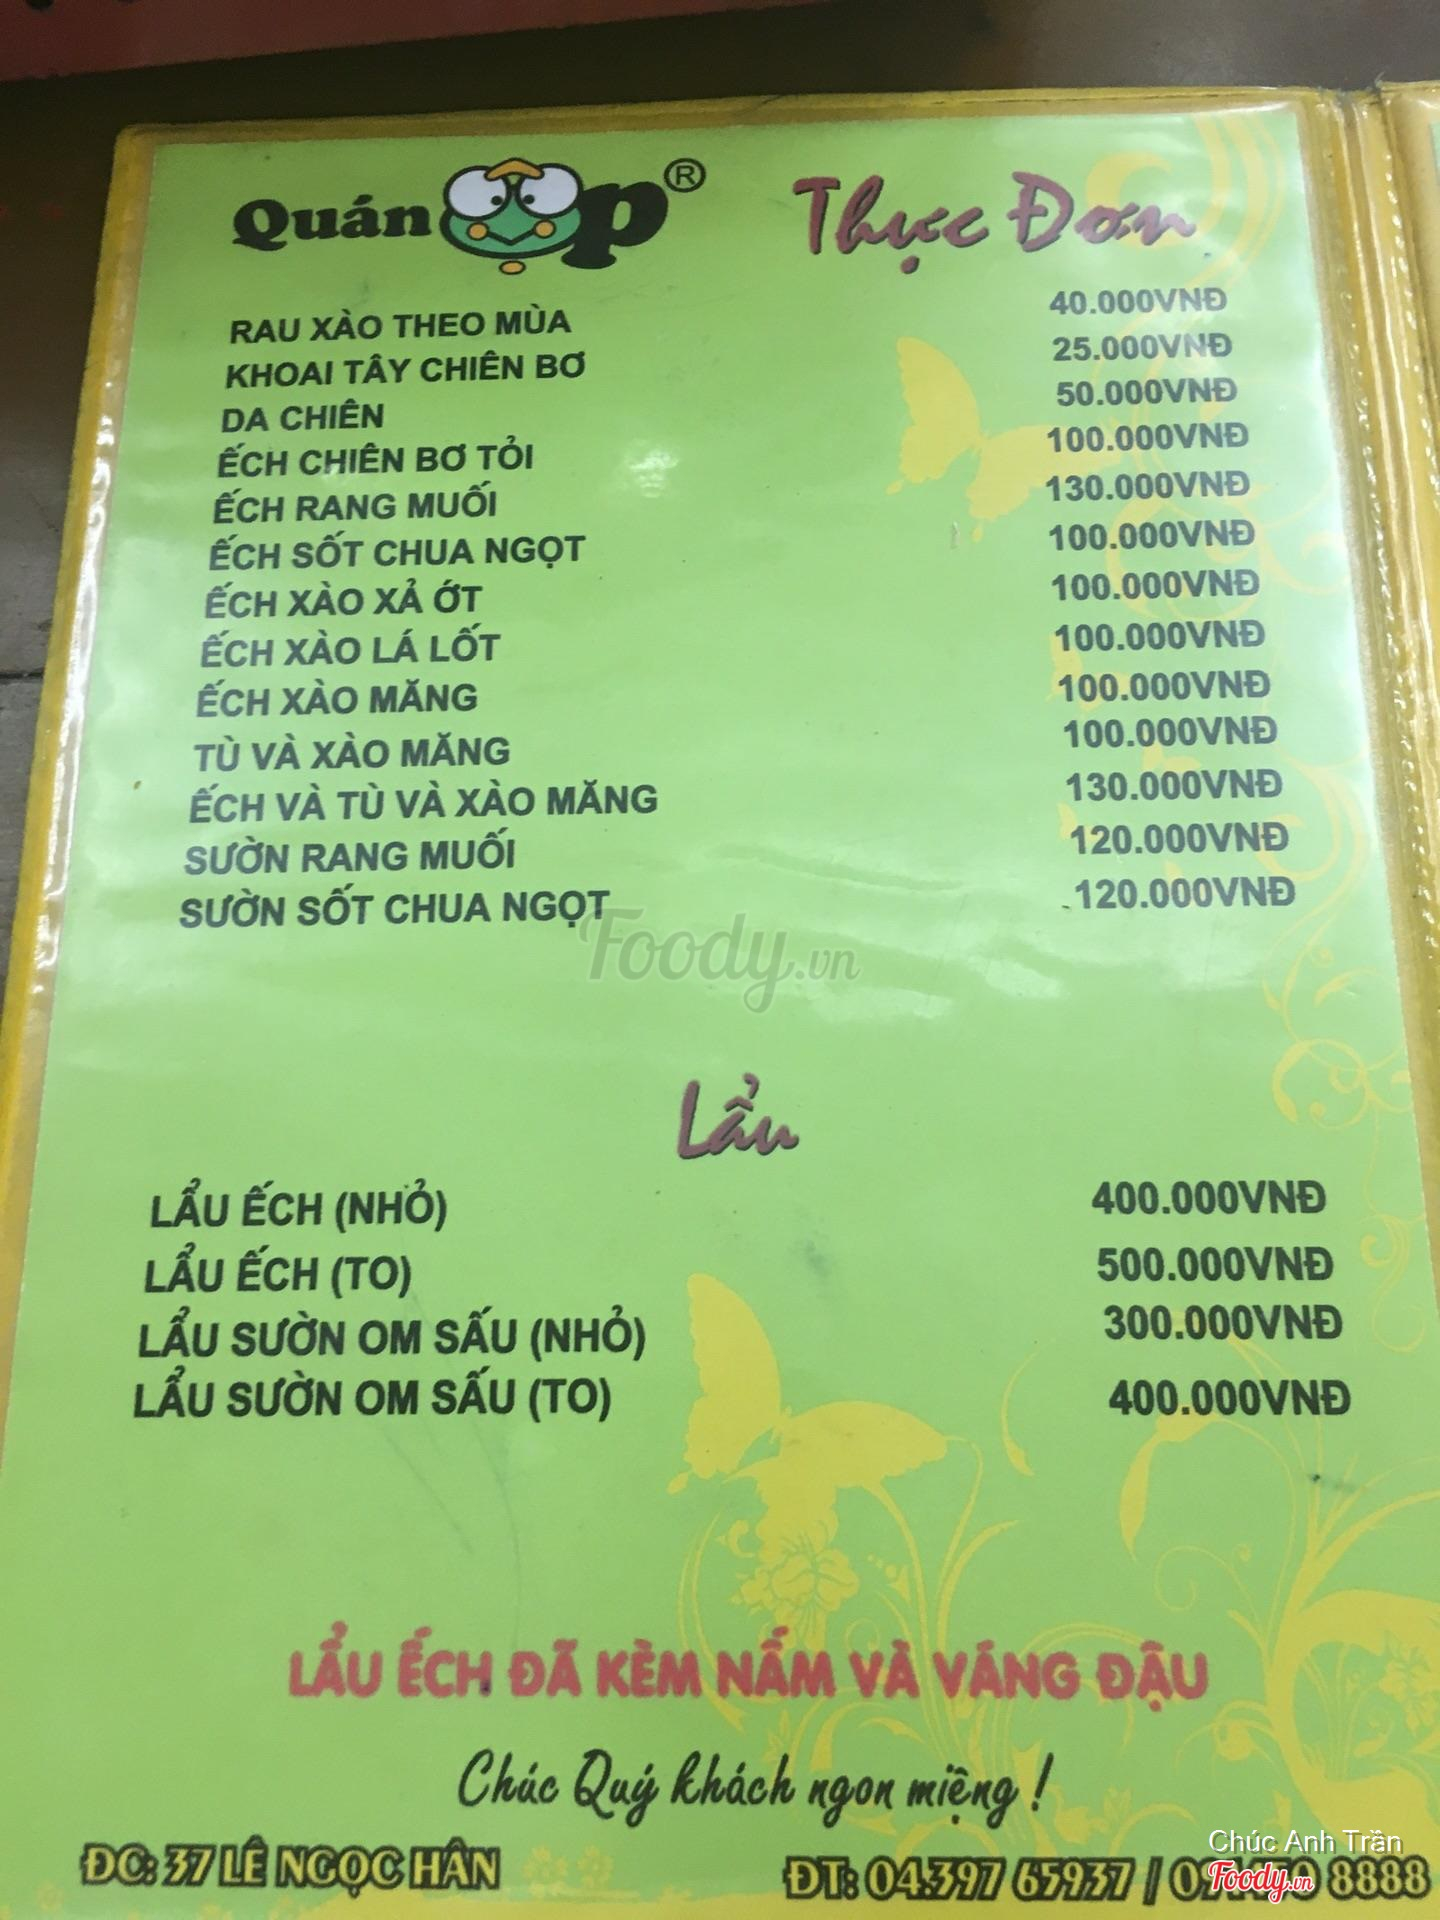 Quán Ộp® Thực Đơn
RAU XÀO THEO MÙA 40.000VNĐ
KHOAI TÂY CHIÊN BƠ 25.000VNĐ
DA CHIÊN 50.000VNĐ
ẾCH CHIÊN BƠ TỎI 100.000VNĐ
ẾCH RANG MUỐI 130.000VNĐ
ẾCH SỐT CHUA NGỌT 100.000VNĐ
ẾCH XÀO XẢ ỚT 100.000VNĐ
ẾCH XÀO LÁ LỐT 100.000VNĐ
ẾCH XÀO MĂNG 100.000VNĐ
TÙ VÀ XÀO MĂNG 100.000VNĐ
ẾCH VÀ TÙ VÀ XÀO MĂNG 130.000VNĐ
SƯỜN RANG MUỐI 120.000VNĐ
SƯỜN SỐT CHUA NGỌT 120.000VNĐ
Foody.vn
Lẩu
LẨU ẾCH (NHỎ) 400.000VNĐ
LẨU ẾCH (TO) 500.000VNĐ
LẨU SƯỜN OM SẤU (NHỎ) 300.000VNĐ
LẨU SƯỜN OM SẤU (TO) 400.000VNĐ
LẨU ẾCH ĐÃ KÈM NẤM VÀ VÁNG ĐẬU
Chúc Quý khách ngon miệng !
Chúc Anh Trần
ĐC: 37 LÊ NGỌC HÂN ĐT: 04.397 65937 / 8888
Foody.vn